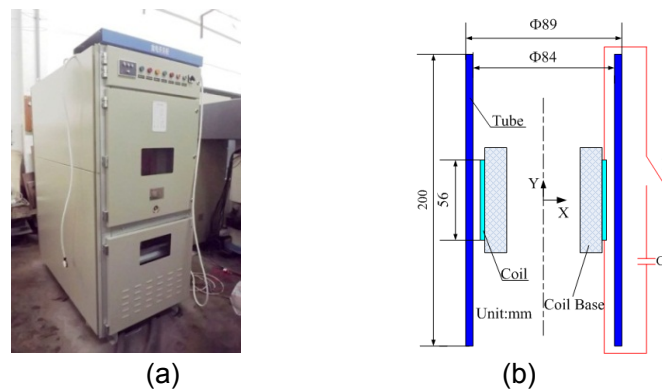 Φ89
Φ84
Tube
200
56
Y
X
Coil
Coil Base
Unit:mm
C
(a)
(b)